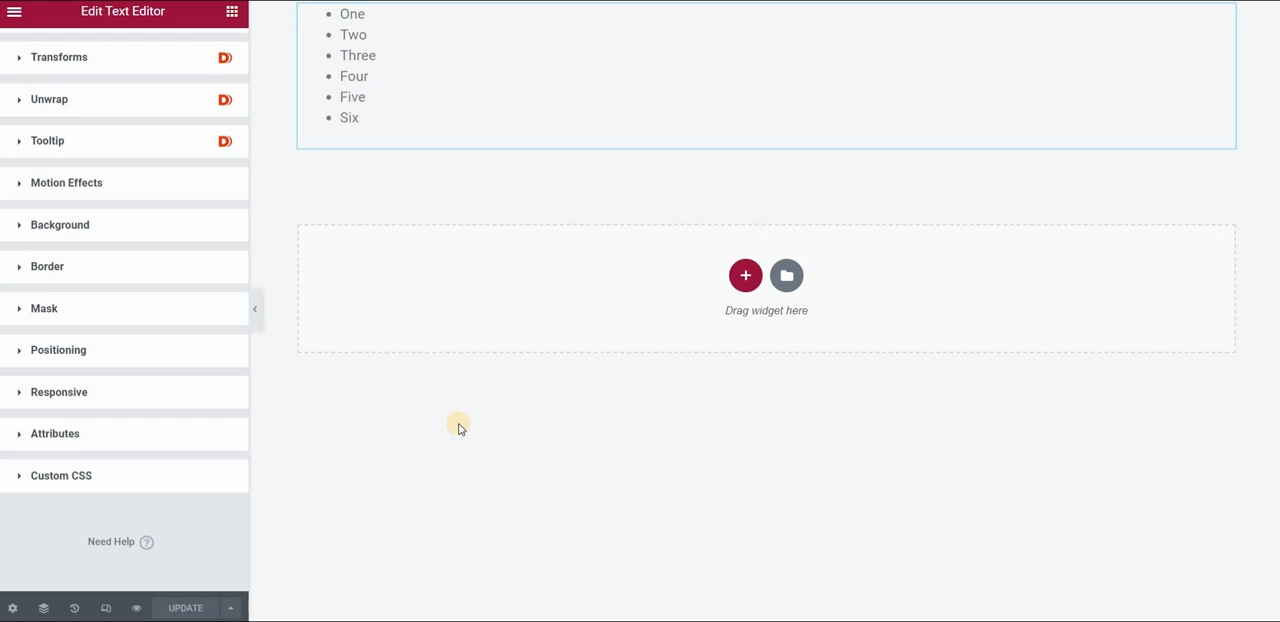 Edit Text Editor
Transforms
Unwrap
Tooltip
Motion Effects
Background
Border
Mask
Positioning
Responsive
Attributes
Custom CSS
Need Help ?
UPDATE
One
Two
Three
Four
Five
Six
Drag widget here